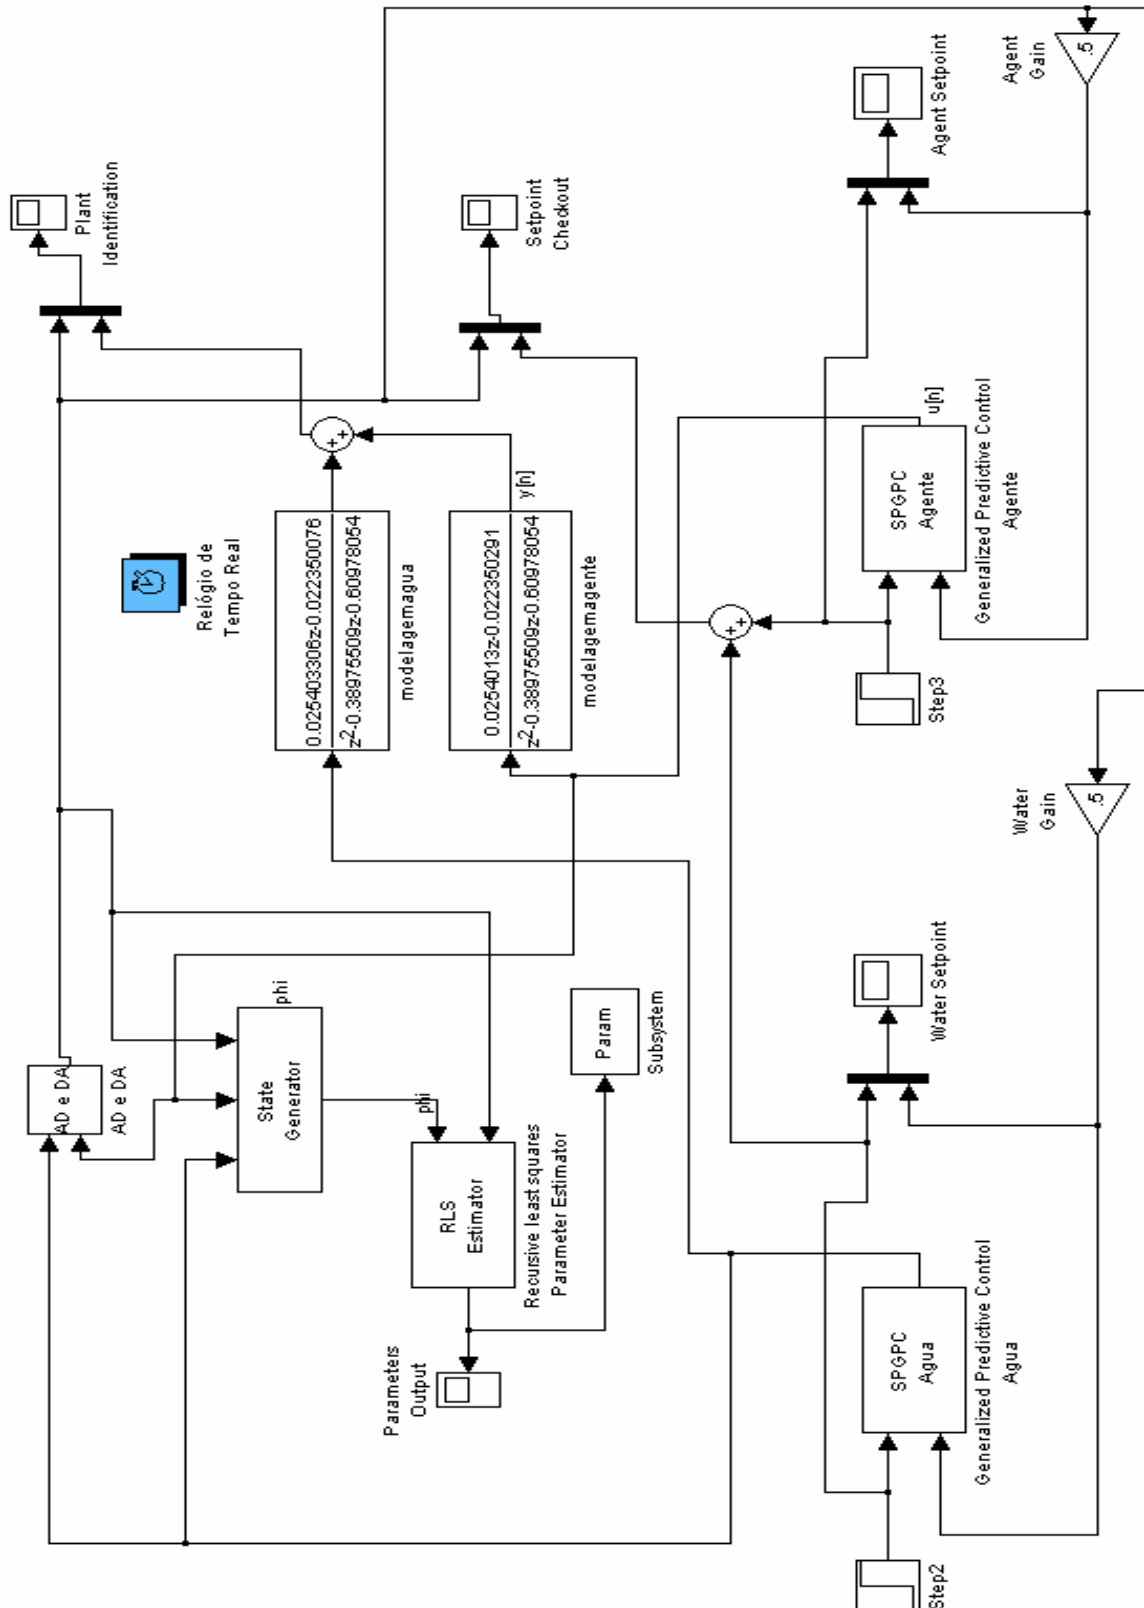 Plant
Identification
Setpoint
Checkout
Agent Setpoint
Agent
Gain
.5
Relógio de
Tempo Real
0.025403306z-0.022350076
z2-0.38975509z-0.60978054
modelagemagua
0.0254013z-0.022350291
z2-0.38975509z-0.60978054
modelagemagente
y[n]
u[n]
SPGPC
Agente
Generalized Predictive Control
Agente
Step3
Water
Gain
.5
AD e DA
AD e DA
State
Generator
phi
phi
RLS
Estimator
Recursive least squares
Parameter Estimator
Param
Subsystem
Parameters
Output
Water Setpoint
SPGPC
Agua
Generalized Predictive Control
Agua
Step2